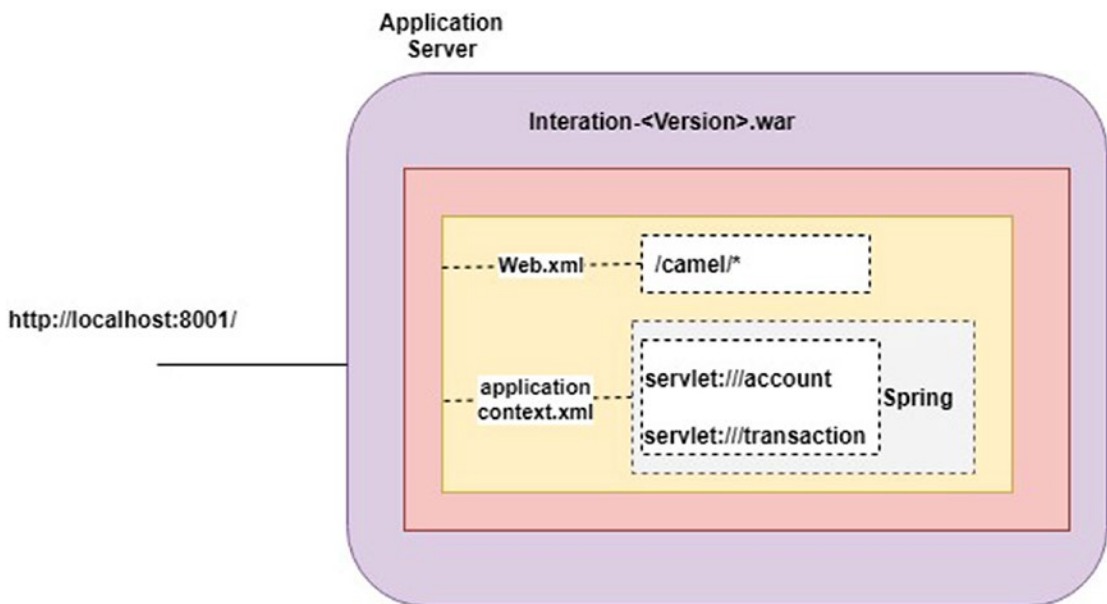 Application
Server
Interation-<Version>.war
Web.xml
/camel/*
http://localhost:8001/
application
context.xml
servlet:///account
Spring
servlet:///transaction